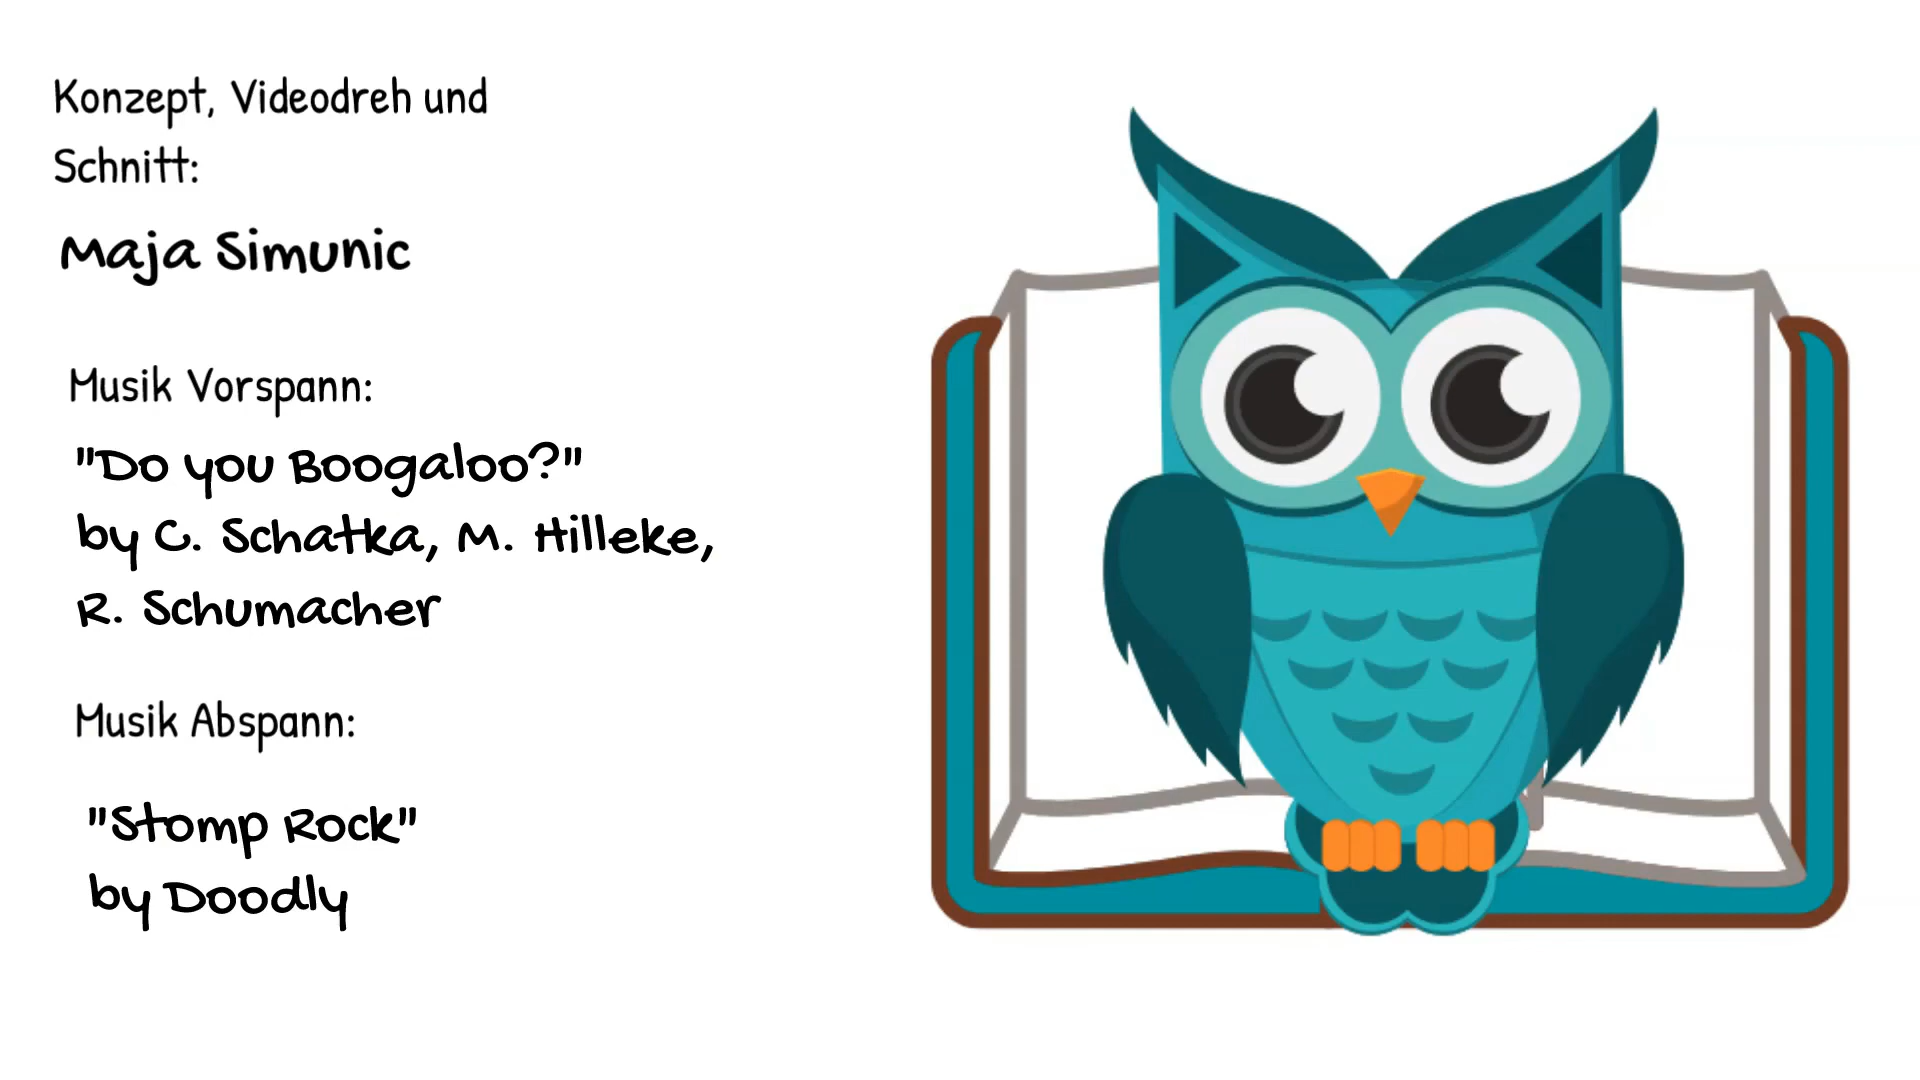 Konzept, Videodreh und
Schnitt:
Maja Simunic
Musik Vorspann:
"Do you Boogaloo?"
by C. Schatka, M. Hilleke,
R. Schumacher
Musik Abspann:
"Stomp Rock"
by Doodly